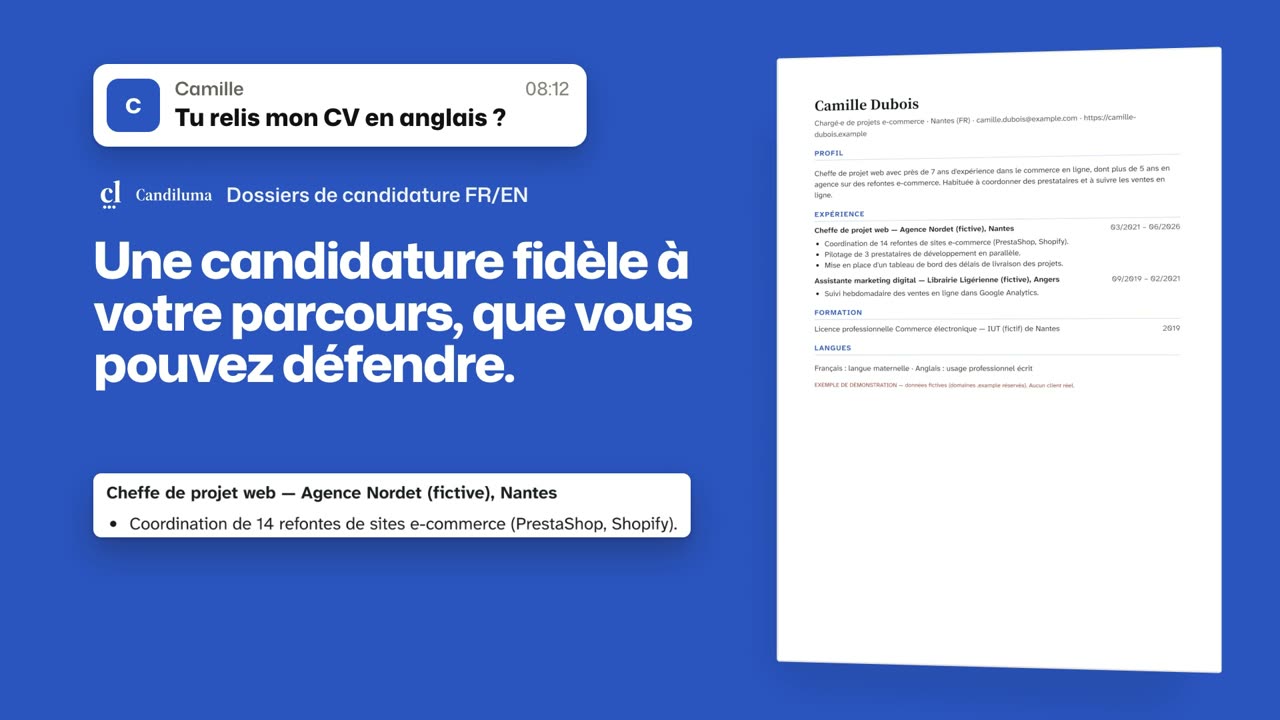 C
Camille
08:12
Tu relis mon CV en anglais ?
cl
Candiluma
Dossiers de candidature FR/EN
Une candidature fidèle à
votre parcours, que vous
pouvez défendre.
Cheffe de projet web — Agence Nordet (fictive), Nantes
• Coordination de 14 refontes de sites e-commerce (PrestaShop, Shopify).
Camille Dubois
Chargé·e de projets e-commerce · Nantes (FR) · camille.dubois@example.com · https://camille-
dubois.example
PROFIL
Cheffe de projet web avec près de 7 ans d'expérience dans le commerce en ligne, dont plus de 5 ans en
agence sur des refontes e-commerce. Habituée à coordonner des prestataires et à suivre les ventes en
ligne.
EXPÉRIENCE
Cheffe de projet web — Agence Nordet (fictive), Nantes 03/2021 – 06/2026
• Coordination de 14 refontes de sites e-commerce (PrestaShop, Shopify).
• Pilotage de 3 prestataires de développement en parallèle.
• Mise en place d'un tableau de bord des délais de livraison des projets.
Assistante marketing digital — Librairie Ligérienne (fictive), Angers 09/2019 – 02/2021
• Suivi hebdomadaire des ventes en ligne dans Google Analytics.
FORMATION
Licence professionnelle Commerce électronique — IUT (fictif) de Nantes 2019
LANGUES
Français : langue maternelle · Anglais : usage professionnel écrit
EXEMPLE DE DÉMONSTRATION — données fictives (domaines .example réservés). Aucun client réel.